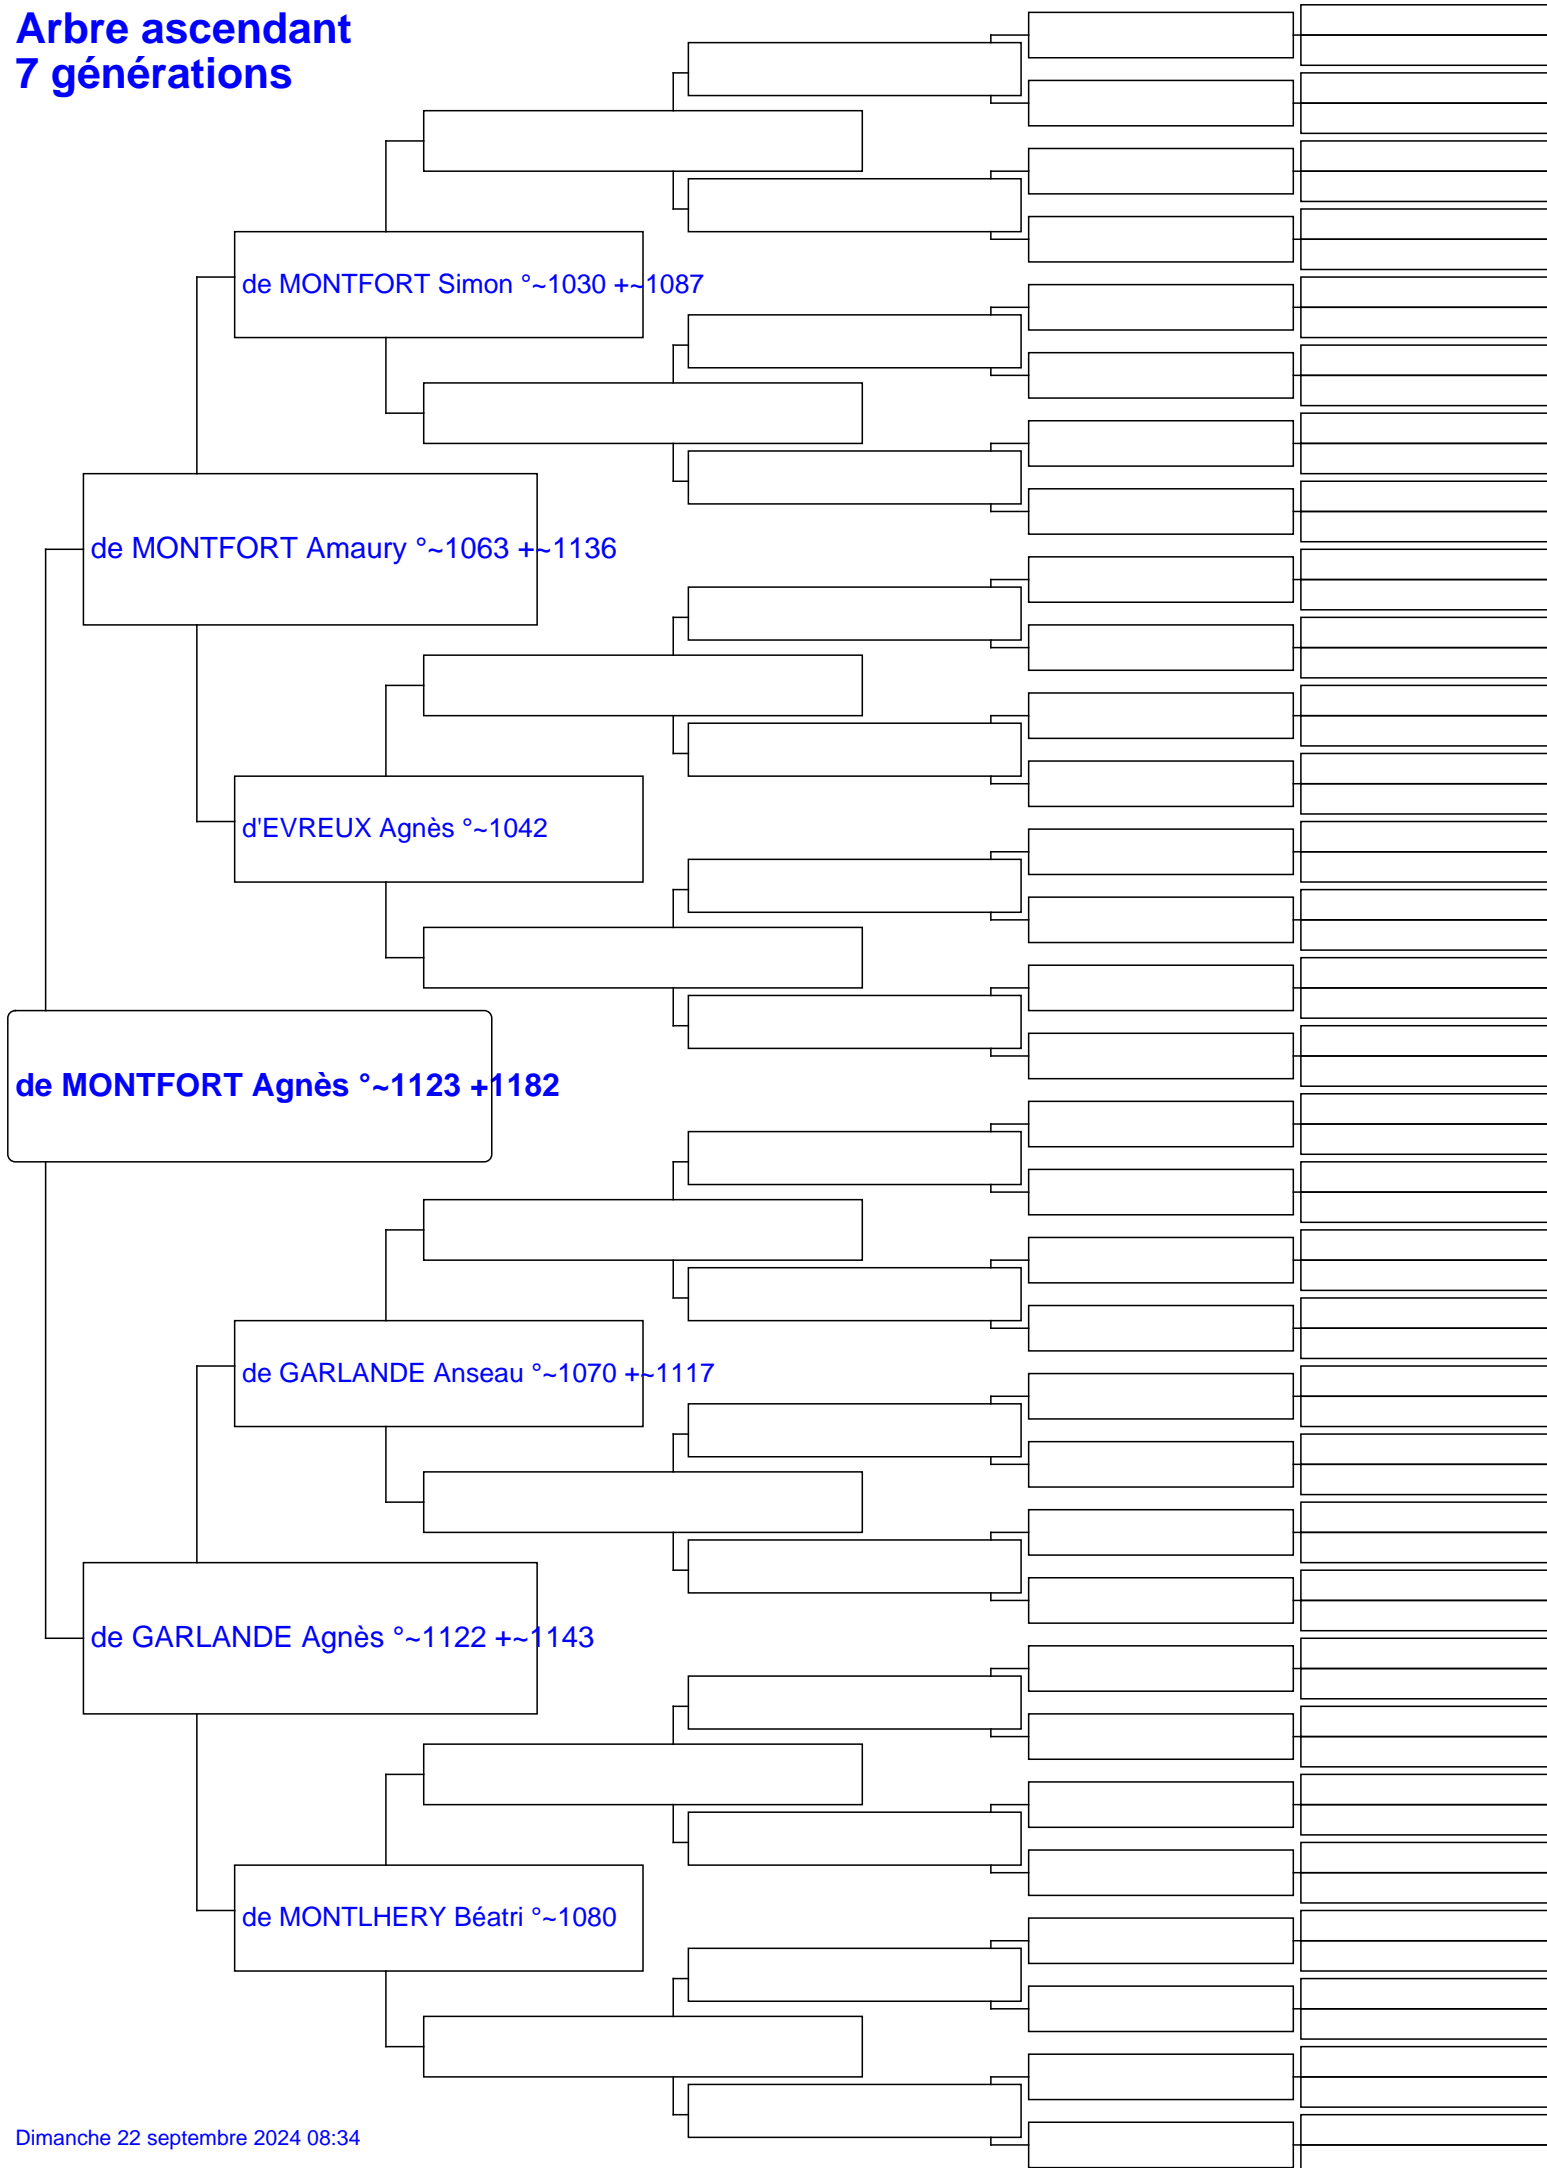 Arbre ascendant
7 générations
de MONTFORT Simon °~1030 +~1087
de MONTFORT Amaury °~1063 +~1136
d'EVREUX Agnès °~1042
de MONTFORT Agnès °~1123 +1182
de GARLANDE Anseau °~1070 +~1117
de GARLANDE Agnès °~1122 +~1143
de MONTLHERY Béatri °~1080
Dimanche 22 septembre 2024 08:34